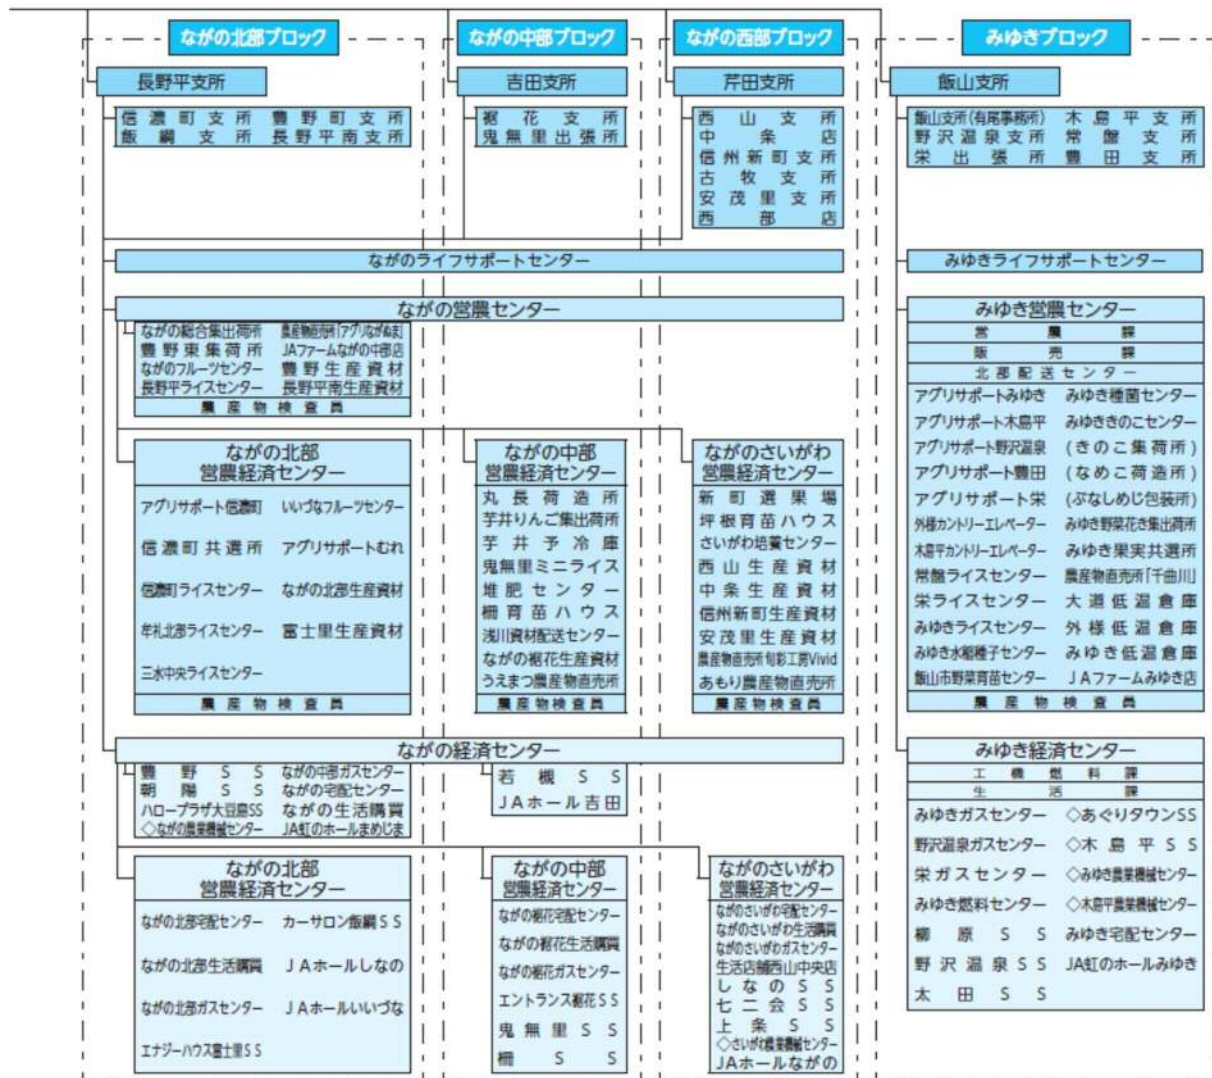 ながの北部ブロック
ながの中部ブロック
ながの西部ブロック
みゆきブロック
長野平支所
吉田支所
芹田支所
飯山支所
信濃町支所 豊野町支所
飯綱支所 長野平南支所
裾花支所
鬼無里出張所
西山支所
中条店
信州新町支所
古牧支所
安茂里支所
西部店
飯山支所(有尾事務所) 木島平支所
野沢温泉支所 常盤支所
栄出張所 豊田支所
ながのライフサポートセンター
みゆきライフサポートセンター
ながの営農センター
ながの総合集出荷所 農産物直売所「アグリながぬま」
豊野東集荷所 JAファームながの中部店
ながのフルーツセンター 豊野生産資材
長野平ライスセンター 長野平南生産資材
農産物検査員
ながの北部
営農経済センター
アグリサポート信濃町 いいづなフルーツセンター
信濃町共選所 アグリサポートむれ
信濃町ライスセンター ながの北部生産資材
牟礼北部ライスセンター 富士里生産資材
三水中央ライスセンター
農産物検査員
ながの中部
営農経済センター
丸長荷造所
芋井りんご集出荷所
芋井予冷庫
鬼無里ミニライス
堆肥センター
柵育苗ハウス
浅川資材配送センター
ながの裾花生産資材
うえまつ農産物直売所
農産物検査員
ながのさいがわ
営農経済センター
新町選果場
坪根育苗ハウス
さいがわ培養センター
西山生産資材
中条生産資材
信州新町生産資材
安茂里生産資材
農産物直売所旬彩工房Vivid
あもり農産物直売所
農産物検査員
みゆき営農センター
営農課
販売課
北部配送センター
アグリサポートみゆき みゆき種菌センター
アグリサポート木島平 みゆききのこセンター
アグリサポート野沢温泉 (きのこ集荷所)
アグリサポート豊田 (なめこ荷造所)
アグリサポート栄 (ぶなしめじ包装所)
外様カントリーエレベーター みゆき野菜花き集出荷所
木島平カントリーエレベーター みゆき果実共選所
常盤ライスセンター 農産物直売所「千曲川」
栄ライスセンター 大道低温倉庫
みゆきライスセンター 外様低温倉庫
みゆき水稲種子センター みゆき低温倉庫
飯山市野菜育苗センター JAファームみゆき店
農産物検査員
ながの経済センター
豊野SS ながの中部ガスセンター
朝陽SS ながの宅配センター
ハロープラザ大豆島SS ながの生活購買
◇ながの農業機械センター JA虹のホールまめじま
若槻SS
JAホール吉田
ながの北部
営農経済センター
ながの北部宅配センター カーサロン飯綱SS
ながの北部生活購買 JAホールしなの
ながの北部ガスセンター JAホールいいづな
エナジーハウス富士里SS
ながの中部
営農経済センター
ながの裾花宅配センター
ながの裾花生活購買
ながの裾花ガスセンター
エントランス裾花SS
鬼無里SS
柵SS
ながのさいがわ
営農経済センター
ながのさいがわ宅配センター
ながのさいがわ生活購買
ながのさいがわガスセンター
生活店舗西山中央店
しなのSS
七二会SS
上条SS
◇さいがわ農業機械センター
JAホールながの
みゆき経済センター
工機燃料課
生活課
みゆきガスセンター ◇あぐりタウンSS
野沢温泉ガスセンター ◇木島平SS
栄ガスセンター ◇みゆき農業機械センター
みゆき燃料センター ◇木島平農業機械センター
柳原SS みゆき宅配センター
野沢温泉SS JA虹のホールみゆき
太田SS